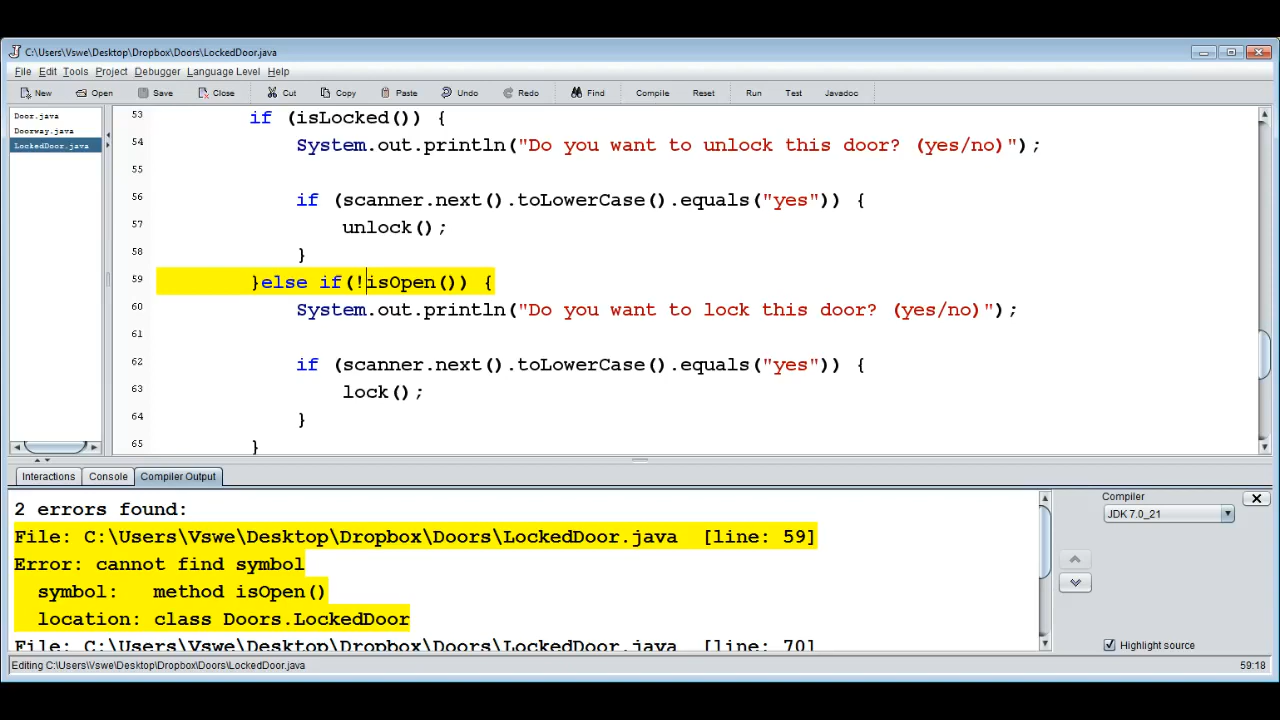 C:\Users\Vswe\Desktop\Dropbox\Doors\LockedDoor.java
File Edit Tools Project Debugger Language Level Help
New Open Save Close Cut Copy Paste Undo Redo Find Compile Reset Run Test Javadoc
Door.java
Doorway.java
LockedDoor.java
53 if (isLocked()) {
54 System.out.println("Do you want to unlock this door? (yes/no)");
55
56 if (scanner.next().toLowerCase().equals("yes")) {
57 unlock();
58 }
59 }else if(!isOpen()) {
60 System.out.println("Do you want to lock this door? (yes/no)");
61
62 if (scanner.next().toLowerCase().equals("yes")) {
63 lock();
64 }
65 }
Interactions Console Compiler Output
2 errors found:
File: C:\Users\Vswe\Desktop\Dropbox\Doors\LockedDoor.java [line: 59]
Error: cannot find symbol
symbol: method isOpen()
location: class Doors.LockedDoor
File: C:\Users\Vswe\Desktop\Dropbox\Doors\LockedDoor.java [line: 70]
Compiler
JDK 7.0_21
Highlight source
Editing C:\Users\Vswe\Desktop\Dropbox\Doors\LockedDoor.java
59:18